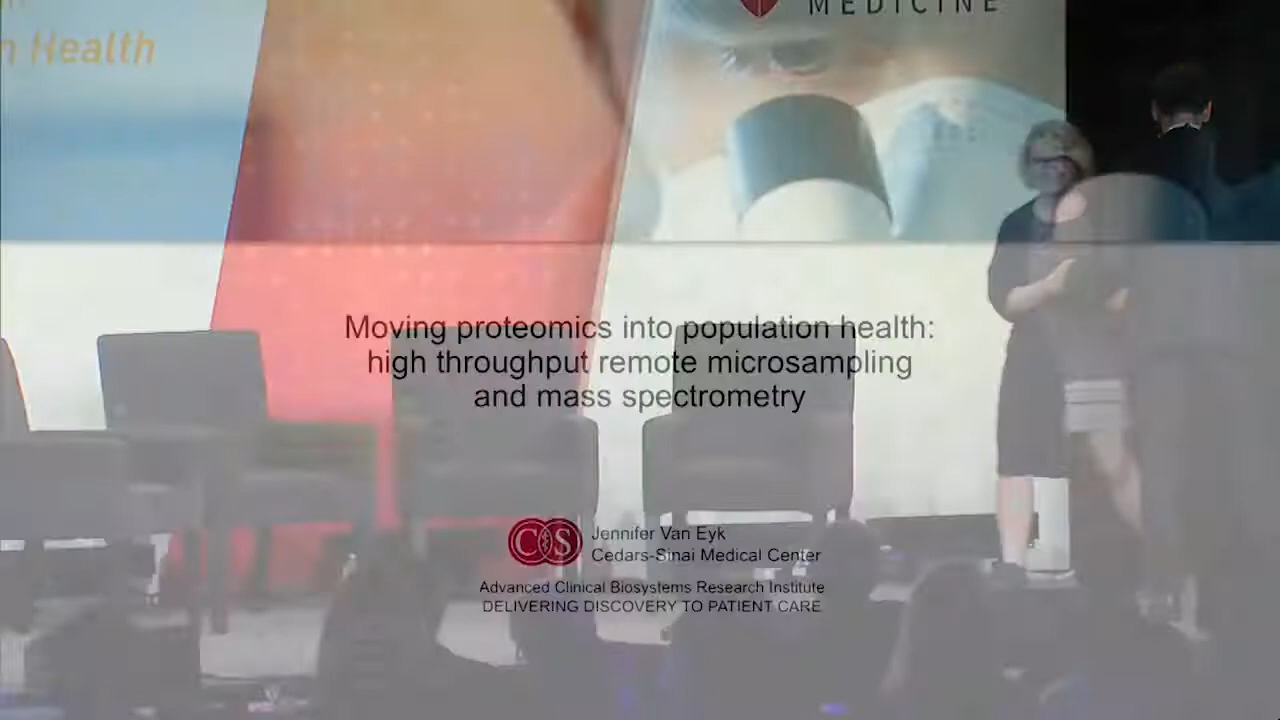 n Health
MEDICINE
Moving proteomics into population health:
high throughput remote microsampling
and mass spectrometry
CS
Jennifer Van Eyk
Cedars-Sinai Medical Center
Advanced Clinical Biosystems Research Institute
DELIVERING DISCOVERY TO PATIENT CARE